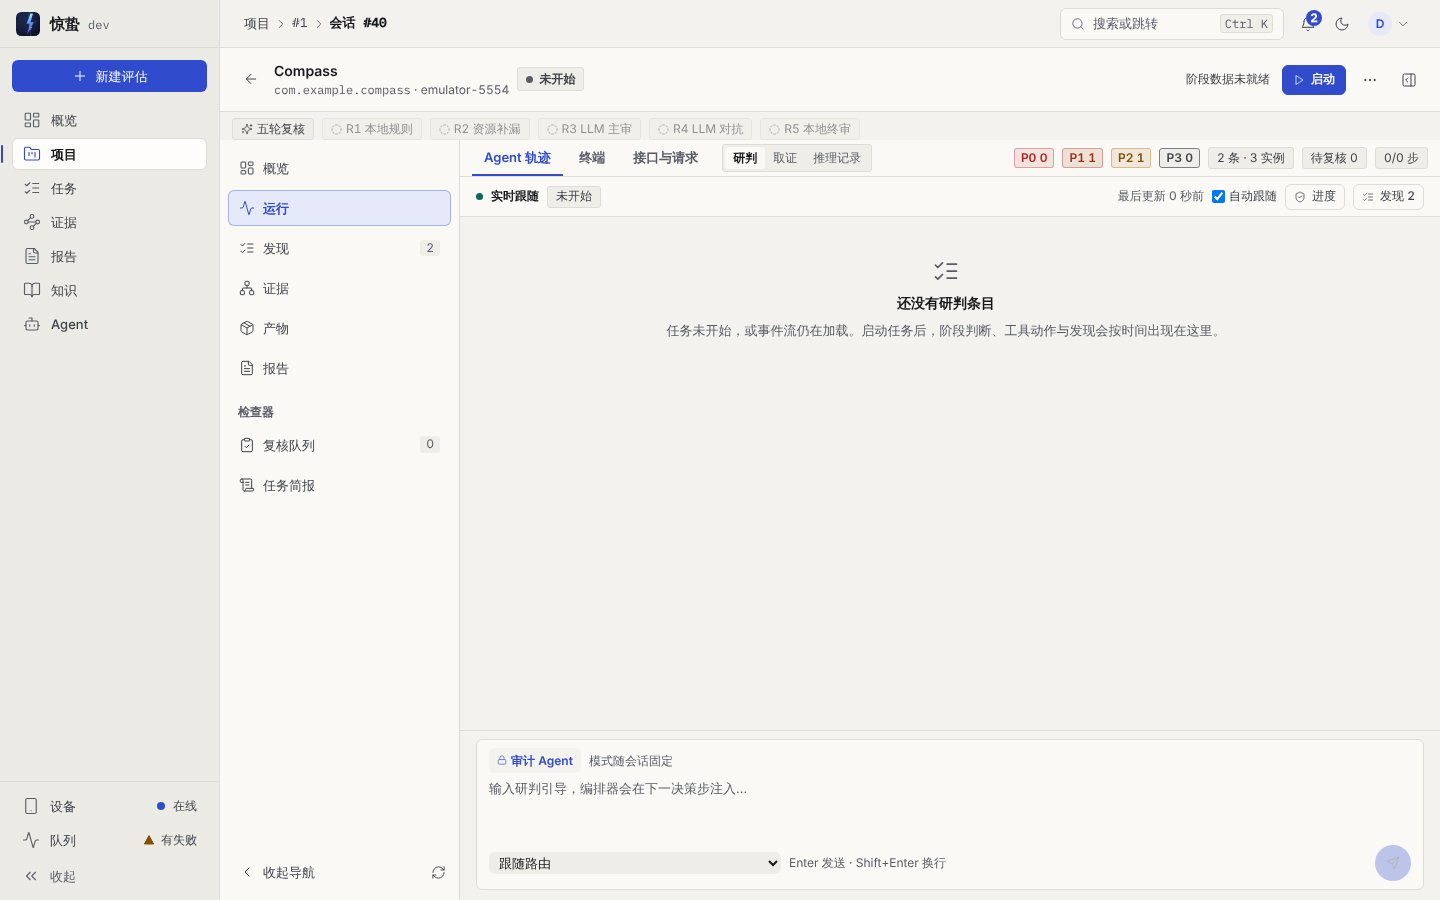 惊蛰 dev
项目 #1 会话 #40
搜索或跳转 Ctrl K
2
D
新建评估
概览
项目
任务
证据
报告
知识
Agent
设备 在线
队列 有失败
收起
Compass
com.example.compass · emulator-5554
未开始
阶段数据未就绪
启动
五轮复核
R1 本地规则
R2 资源补漏
R3 LLM 主审
R4 LLM 对抗
R5 本地终审
概览
运行
发现 2
证据
产物
报告
检查器
复核队列 0
任务简报
收起导航
Agent 轨迹 终端 接口与请求
研判 取证 推理记录
P0 0 P1 1 P2 1 P3 0 2 条 · 3 实例 待复核 0 0/0 步
实时跟随 未开始
最后更新 0 秒前 自动跟随 进度 发现 2
还没有研判条目
任务未开始，或事件流仍在加载。启动任务后，阶段判断、工具动作与发现会按时间出现在这里。
审计 Agent 模式随会话固定
输入研判引导，编排器会在下一决策步注入...
跟随路由 Enter 发送 · Shift+Enter 换行